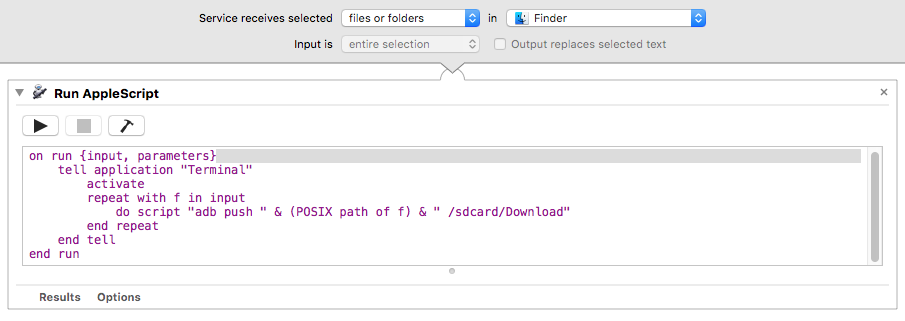 Service receives selected files or folders in Finder
Input is entire selection Output replaces selected text
Run AppleScript
on run {input, parameters}
tell application "Terminal"
activate
repeat with f in input
do script "adb push " & (POSIX path of f) & " /sdcard/Download"
end repeat
end tell
end run
Results Options